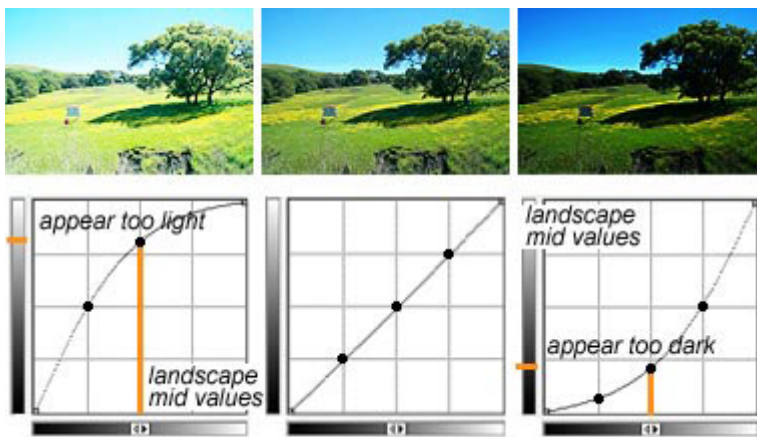 appear too light
landscape
mid values
landscape
mid values
appear too dark